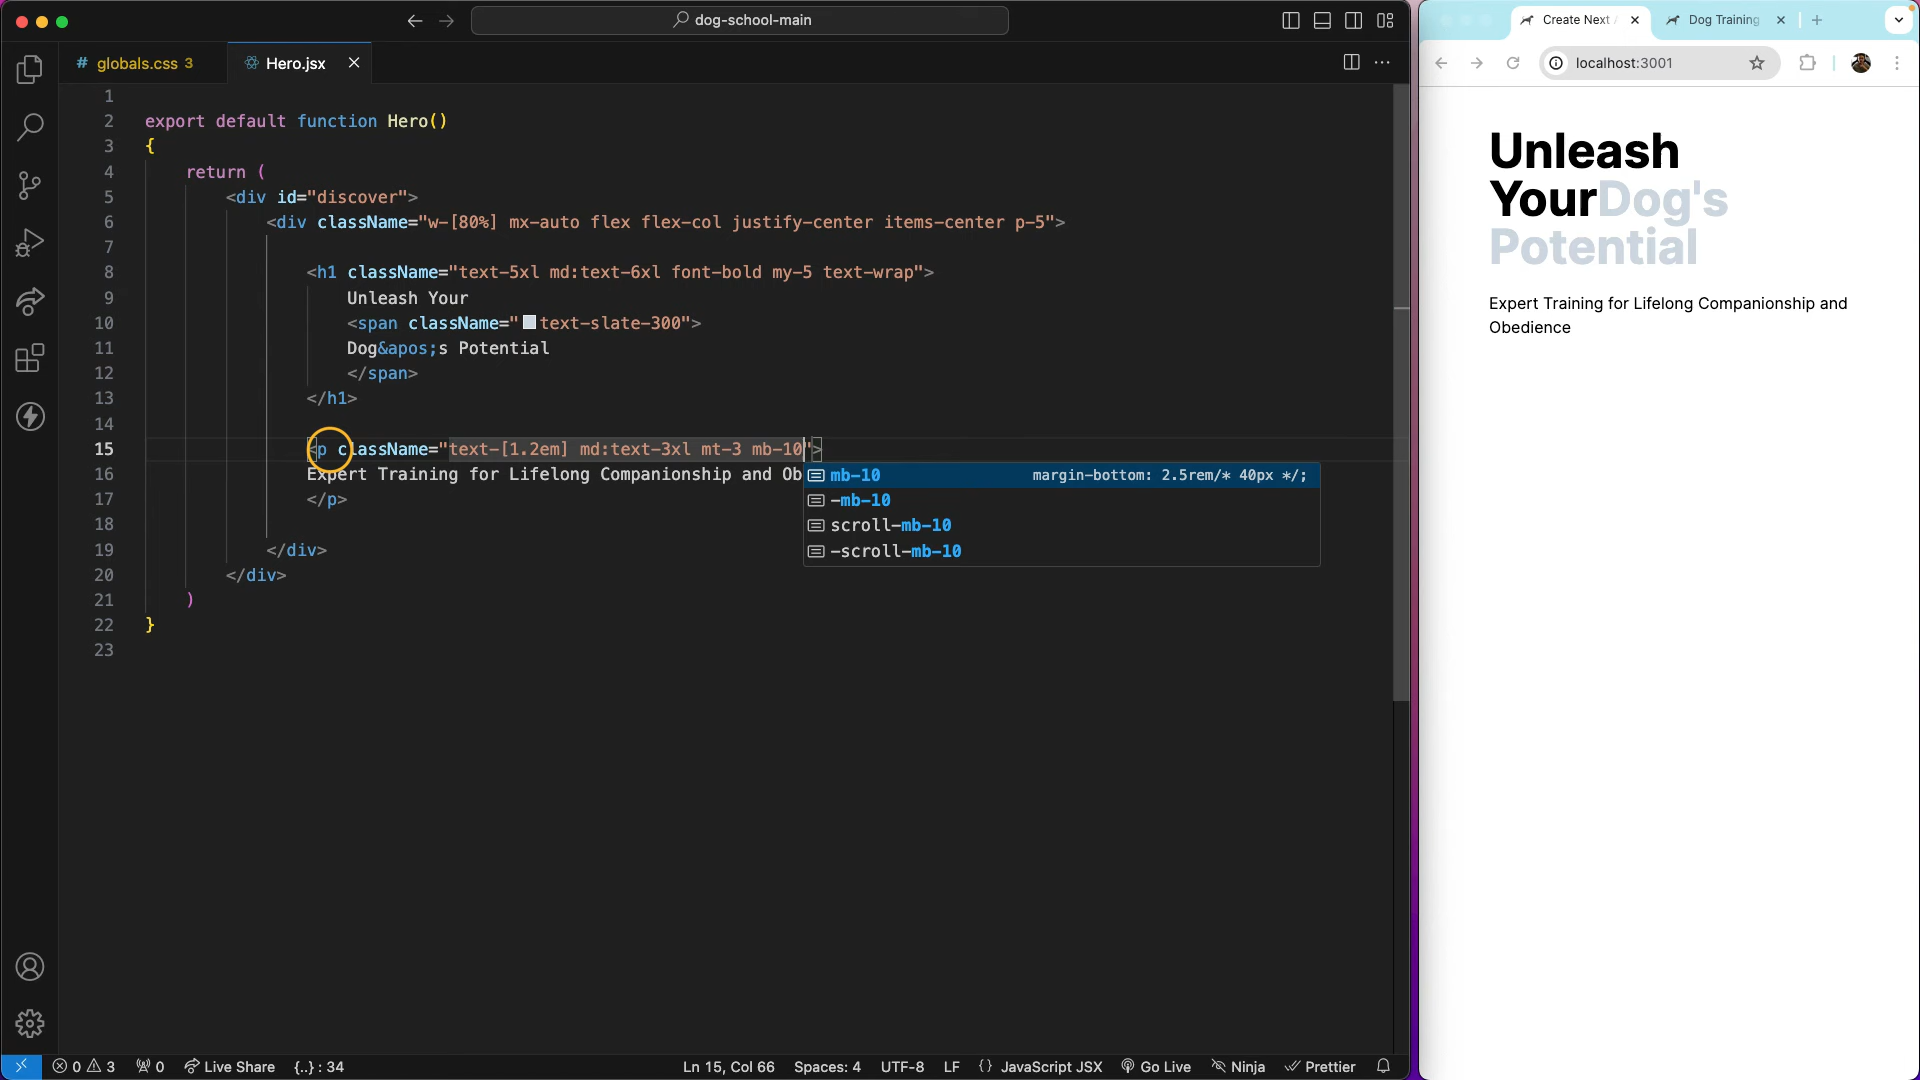 dog-school-main
# globals.css 3
Hero.jsx
1
2 export default function Hero()
3 {
4 return (
5 <div id="discover">
6 <div className="w-[80%] mx-auto flex flex-col justify-center items-center p-5">
7
8 <h1 className="text-5xl md:text-6xl font-bold my-5 text-wrap">
9 Unleash Your
10 <span className="text-slate-300">
11 Dog&apos;s Potential
12 </span>
13 </h1>
14
15 <p className="text-[1.2em] md:text-3xl mt-3 mb-10">
16 Expert Training for Lifelong Companionship and Ob
17 </p>
18
19 </div>
20 </div>
21 )
22 }
23
mb-10 margin-bottom: 2.5rem/* 40px */;
-mb-10
scroll-mb-10
-scroll-mb-10
0 3 0 Live Share {..} : 34 Ln 15, Col 66 Spaces: 4 UTF-8 LF {} JavaScript JSX Go Live Ninja Prettier
Create Next
Dog Training
localhost:3001
Unleash
YourDog's
Potential
Expert Training for Lifelong Companionship and
Obedience